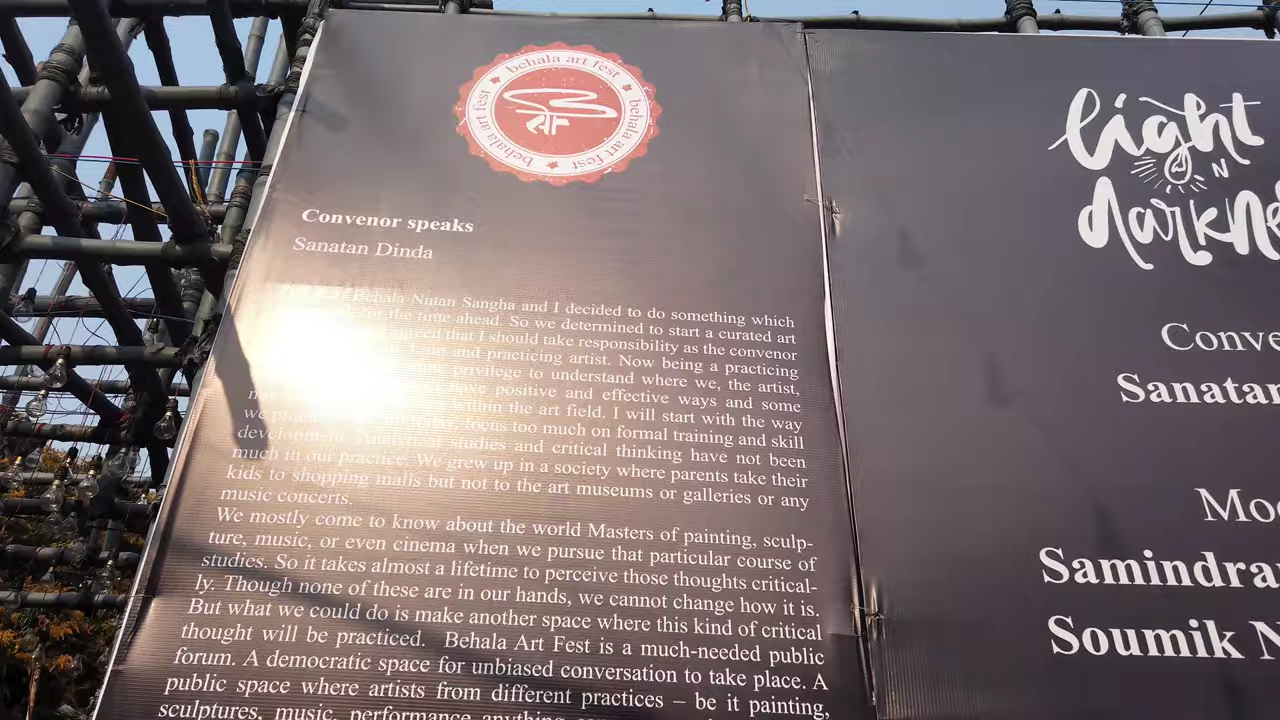 behala art fest
behala art fest
behala art fest
Convenor speaks
Sanatan Dinda
Behala Nutan Sangha and I decided to do something which
for the time ahead. So we determined to start a curated art
that I should take responsibility as the convenor
and practicing artist. Now being a practicing
privilege to understand where we, the artist,
positive and effective ways and some
within the art field. I will start with the way
we focus too much on formal training and skill
development. Analytical studies and critical thinking have not been
much in our practice. We grew up in a society where parents take their
kids to shopping malls but not to the art museums or galleries or any
music concerts.
We mostly come to know about the world Masters of painting, sculp-
ture, music, or even cinema when we pursue that particular course of
studies. So it takes almost a lifetime to perceive those thoughts critical-
ly. Though none of these are in our hands, we cannot change how it is.
But what we could do is make another space where this kind of critical
thought will be practiced. Behala Art Fest is a much-needed public
forum. A democratic space for unbiased conversation to take place. A
public space where artists from different practices – be it painting,
sculptures, music, performance anything
light
N
darkne
Conve
Sanatan
Mo
Samindra
Soumik N